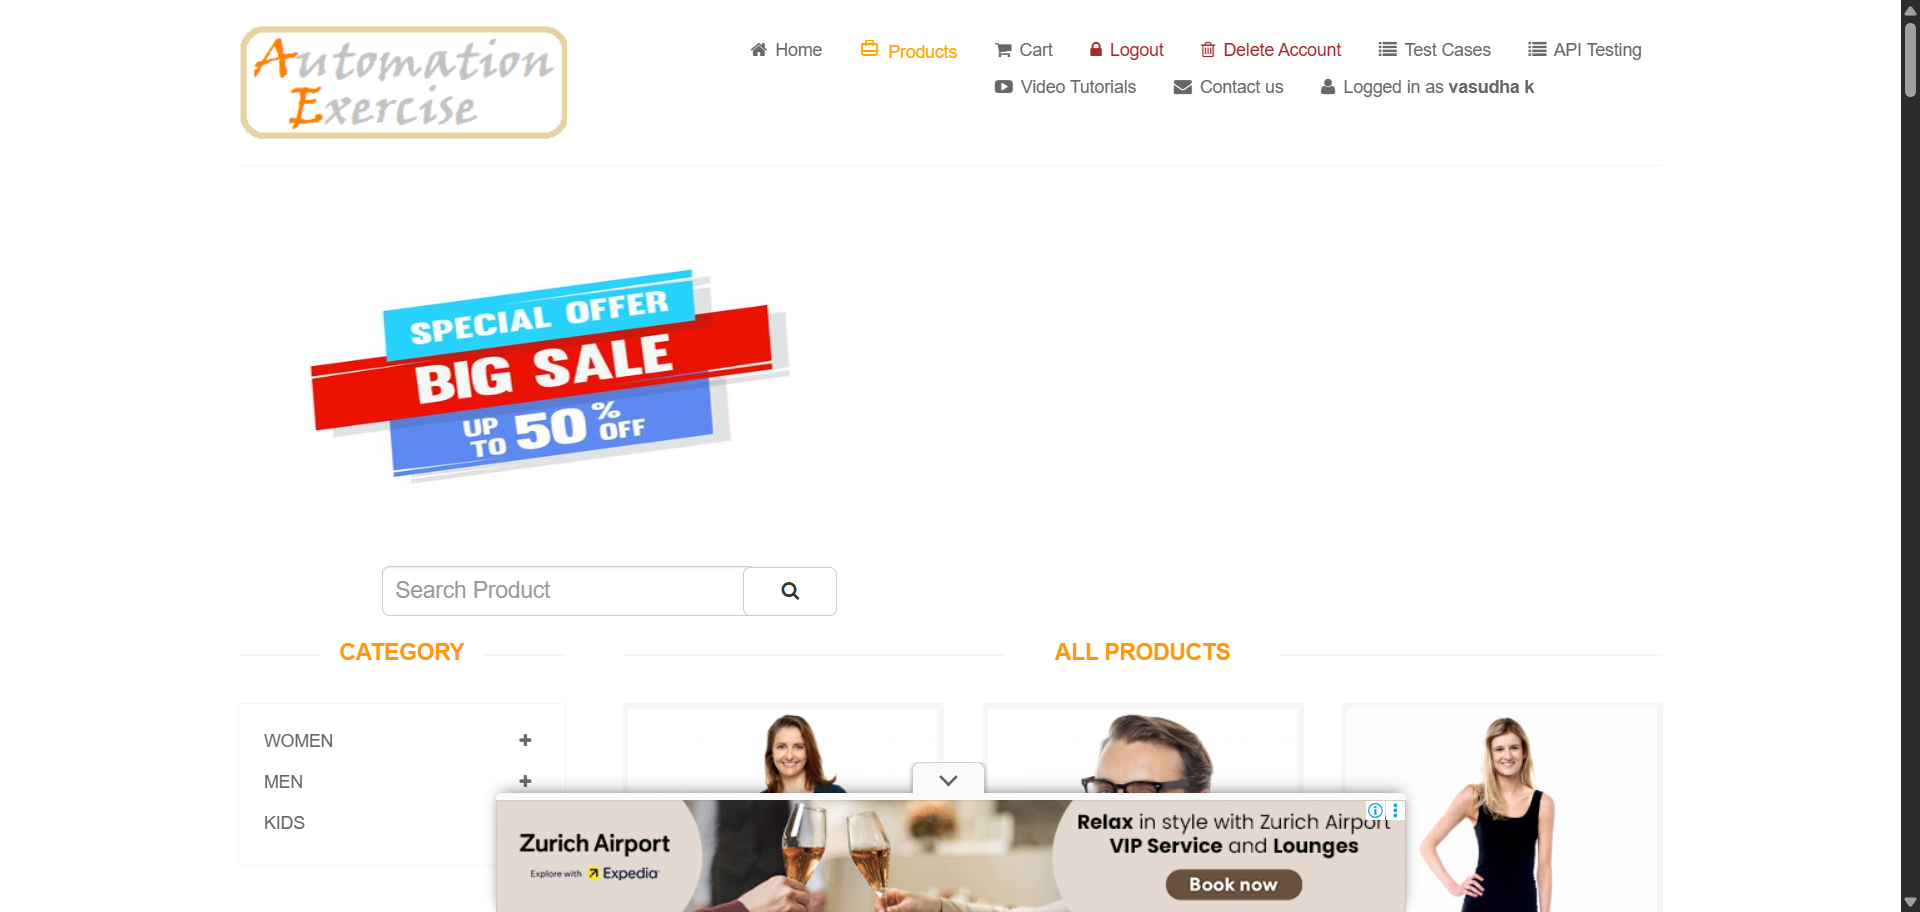 Automation
Exercise
Home
Products
Cart
Logout
Delete Account
Test Cases
API Testing
Video Tutorials
Contact us
Logged in as vasudha k
SPECIAL OFFER
BIG SALE
UP TO 50% OFF
Search Product
CATEGORY
ALL PRODUCTS
WOMEN
MEN
KIDS
Zurich Airport
Explore with Expedia
Relax in style with Zurich Airport
VIP Service and Lounges
Book now